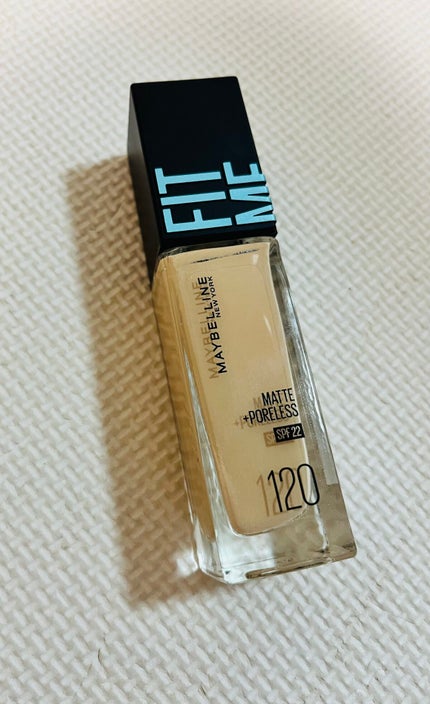 FIT
ME
MAYBELLINE
NEW YORK
MATTE
+PORELESS
SPF 22
120